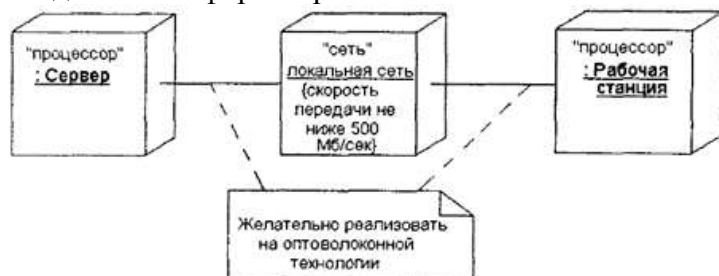 "процессор"
: Сервер
"сеть"
локальная сеть
{скорость
передачи не
ниже 500
Мб/сек}
"процессор"
: Рабочая
станция
Желательно реализовать
на оптоволоконной
технологии